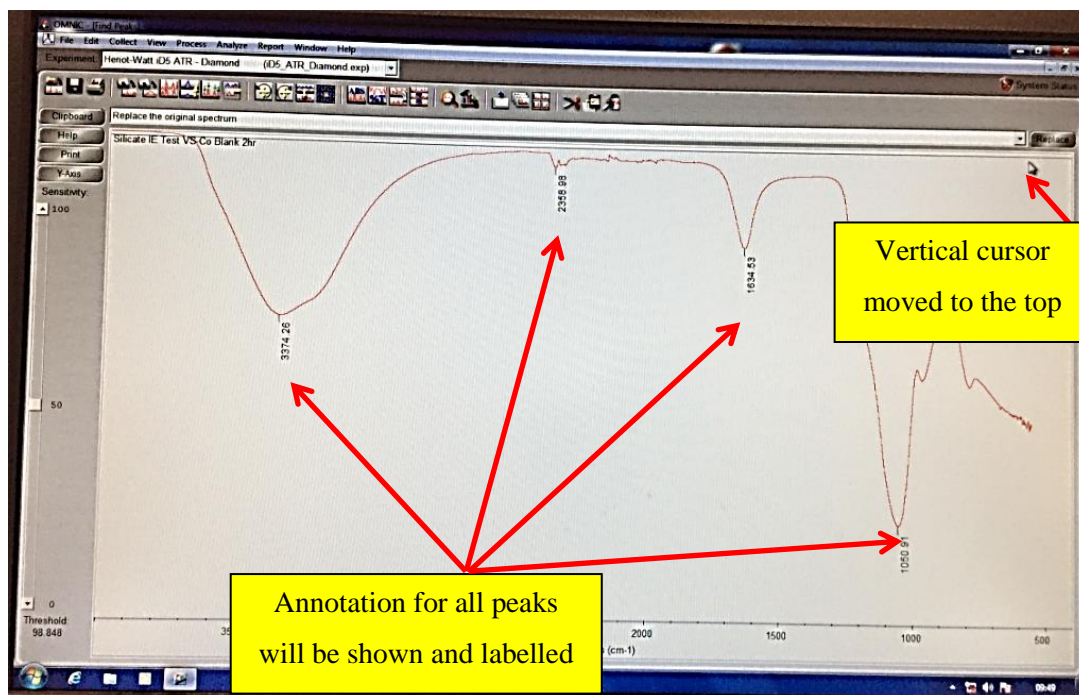 OMNIC - [Find Peak
File Edit Collect View Process Analyze Report Window Help
Experiment: Heriot-Watt iD5 ATR - Diamond (iD5_ATR_Diamond.exp)
System Status
Clipboard
Replace the original spectrum
Replace
Help
Silicate IE Test VS Co Blank 2hr
Print
Y-Axis
Sensitivity:
100
2358.98
1634.53
Vertical cursor
moved to the top
3374.26
50
1050.91
Annotation for all peaks
will be shown and labelled
0
Threshold:
98.848
2000
1500
1000
500
(cm-1)
09:49